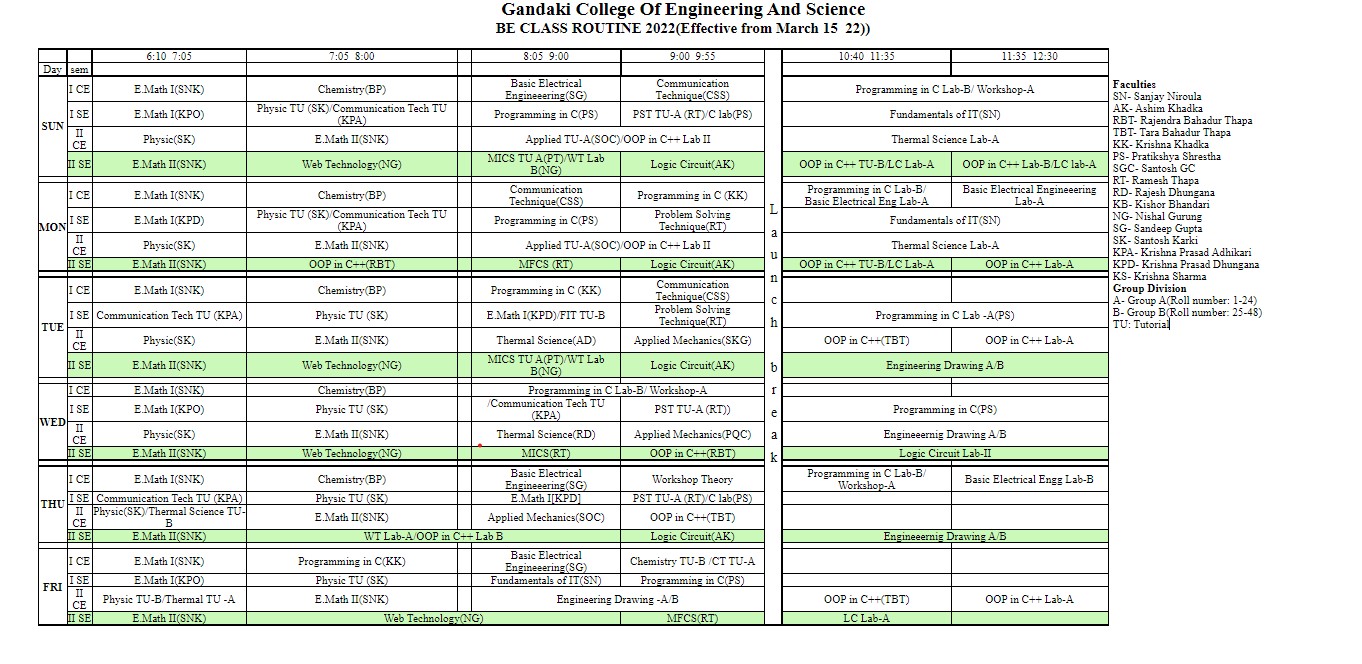 Gandaki College Of Engineering And Science
BE CLASS ROUTINE 2022(Effective from March 15 22))
6:10 7:05 7:05 8:00 8:05 9:00 9:00 9:55 10:40 11:35 11:35 12:30
Day sem
SUN
I CE E.Math I(SNK) Chemistry(BP) Basic Electrical Engineeering(SG) Communication Technique(CSS) Programming in C Lab-B/ Workshop-A
I SE E.Math I(KPO) Physic TU (SK)/Communication Tech TU (KPA) Programming in C(PS) PST TU-A (RT)/C lab(PS) Fundamentals of IT(SN)
II CE Physic(SK) E.Math II(SNK) Applied TU-A(SOC)/OOP in C++ Lab II Thermal Science Lab-A
II SE E.Math II(SNK) Web Technology(NG) MICS TU A(PT)/WT Lab B(NG) Logic Circuit(AK) OOP in C++ TU-B/LC Lab-A OOP in C++ Lab-B/LC lab-A
MON
I CE E.Math I(SNK) Chemistry(BP) Communication Technique(CSS) Programming in C (KK) Programming in C Lab-B/ Basic Electrical Eng Lab-A Basic Electrical Engineeering Lab-A
I SE E.Math I(KPD) Physic TU (SK)/Communication Tech TU (KPA) Programming in C(PS) Problem Solving Technique(RT) Fundamentals of IT(SN)
II CE Physic(SK) E.Math II(SNK) Applied TU-A(SOC)/OOP in C++ Lab II Thermal Science Lab-A
II SE E.Math II(SNK) OOP in C++(RBT) MFCS (RT) Logic Circuit(AK) OOP in C++ TU-B/LC Lab-A OOP in C++ Lab-A
TUE
I CE E.Math I(SNK) Chemistry(BP) Programming in C (KK) Communication Technique(CSS)
I SE Communication Tech TU (KPA) Physic TU (SK) E.Math I(KPD)/FIT TU-B Problem Solving Technique(RT) Programming in C Lab -A(PS)
II CE Physic(SK) E.Math II(SNK) Thermal Science(AD) Applied Mechanics(SKG) OOP in C++(TBT) OOP in C++ Lab-A
II SE E.Math II(SNK) Web Technology(NG) MICS TU A(PT)/WT Lab B(NG) Logic Circuit(AK) Engineering Drawing A/B
WED
I CE E.Math I(SNK) Chemistry(BP) Programming in C Lab-B/ Workshop-A
I SE E.Math I(KPO) Physic TU (SK) /Communication Tech TU (KPA) PST TU-A (RT)) Programming in C(PS)
II CE Physic(SK) E.Math II(SNK) Thermal Science(RD) Applied Mechanics(PQC) Engineeernig Drawing A/B
II SE E.Math II(SNK) Web Technology(NG) MICS(RT) OOP in C++(RBT) Logic Circuit Lab-II
THU
I CE E.Math I(SNK) Chemistry(BP) Basic Electrical Engineeering(SG) Workshop Theory Programming in C Lab-B/ Workshop-A Basic Electrical Engg Lab-B
I SE Communication Tech TU (KPA) Physic TU (SK) E.Math I[KPD] PST TU-A (RT)/C lab(PS)
II CE Physic(SK)/Thermal Science TU-B E.Math II(SNK) Applied Mechanics(SOC) OOP in C++(TBT)
II SE E.Math II(SNK) WT Lab-A/OOP in C++ Lab B Logic Circuit(AK) Engineeernig Drawing A/B
FRI
I CE E.Math I(SNK) Programming in C(KK) Basic Electrical Engineeering(SG) Chemistry TU-B /CT TU-A
I SE E.Math I(KPO) Physic TU (SK) Fundamentals of IT(SN) Programming in C(PS)
II CE Physic TU-B/Thermal TU -A E.Math II(SNK) Engineering Drawing -A/B OOP in C++(TBT) OOP in C++ Lab-A
II SE E.Math II(SNK) Web Technology(NG) MFCS(RT) LC Lab-A
L
a
u
n
c
h
b
r
e
a
k
Faculties
SN- Sanjay Niroula
AK- Ashim Khadka
RBT- Rajendra Bahadur Thapa
TBT- Tara Bahadur Thapa
KK- Krishna Khadka
PS- Pratikshya Shrestha
SGC- Santosh GC
RT- Ramesh Thapa
RD- Rajesh Dhungana
KB- Kishor Bhandari
NG- Nishal Gurung
SG- Sandeep Gupta
SK- Santosh Karki
KPA- Krishna Prasad Adhikari
KPD- Krishna Prasad Dhungana
KS- Krishna Sharma
Group Division
A- Group A(Roll number: 1-24)
B- Group B(Roll number: 25-48)
TU: Tutorial